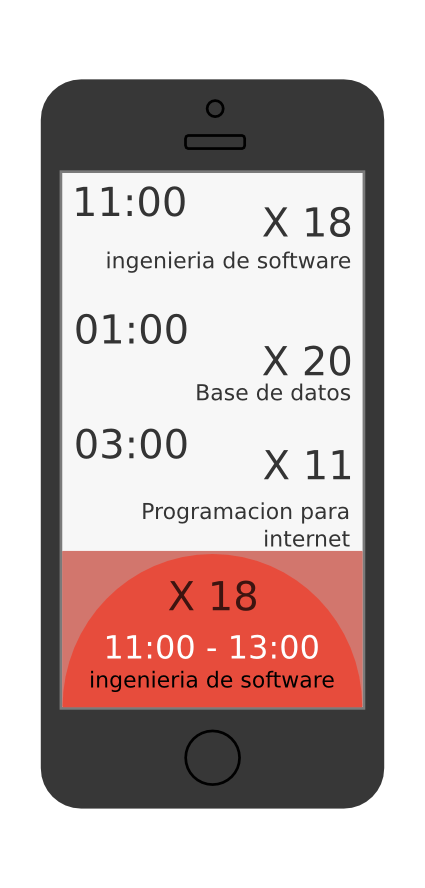 11:00
X 18
ingenieria de software
01:00
X 20
Base de datos
03:00
X 11
Programacion para
internet
X 18
11:00 - 13:00
ingenieria de software